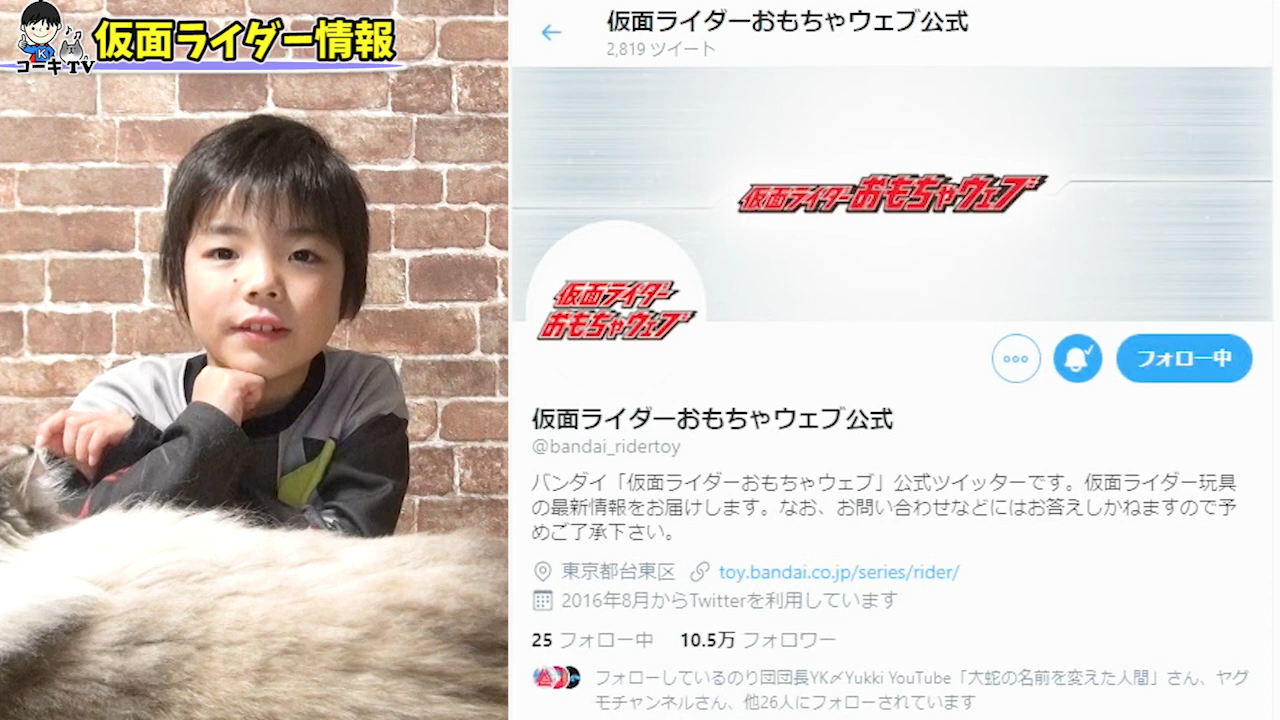 コーキTV
仮面ライダー情報
仮面ライダーおもちゃウェブ公式
2,819 ツイート
仮面ライダーおもちゃウェブ
仮面ライダー
おもちゃウェブ
フォロー中
仮面ライダーおもちゃウェブ公式
@bandai_ridertoy
バンダイ「仮面ライダーおもちゃウェブ」公式ツイッターです。仮面ライダー玩具
の最新情報をお届けします。なお、お問い合わせなどにはお答えしかねますので予
めご了承下さい。
東京都台東区 toy.bandai.co.jp/series/rider/
2016年8月からTwitterを利用しています
25 フォロー中 10.5万 フォロワー
フォローしているのり団団長YK〆Yukki YouTube「大蛇の名前を変えた人間」さん、ヤグ
モチャンネルさん、他26人にフォローされています